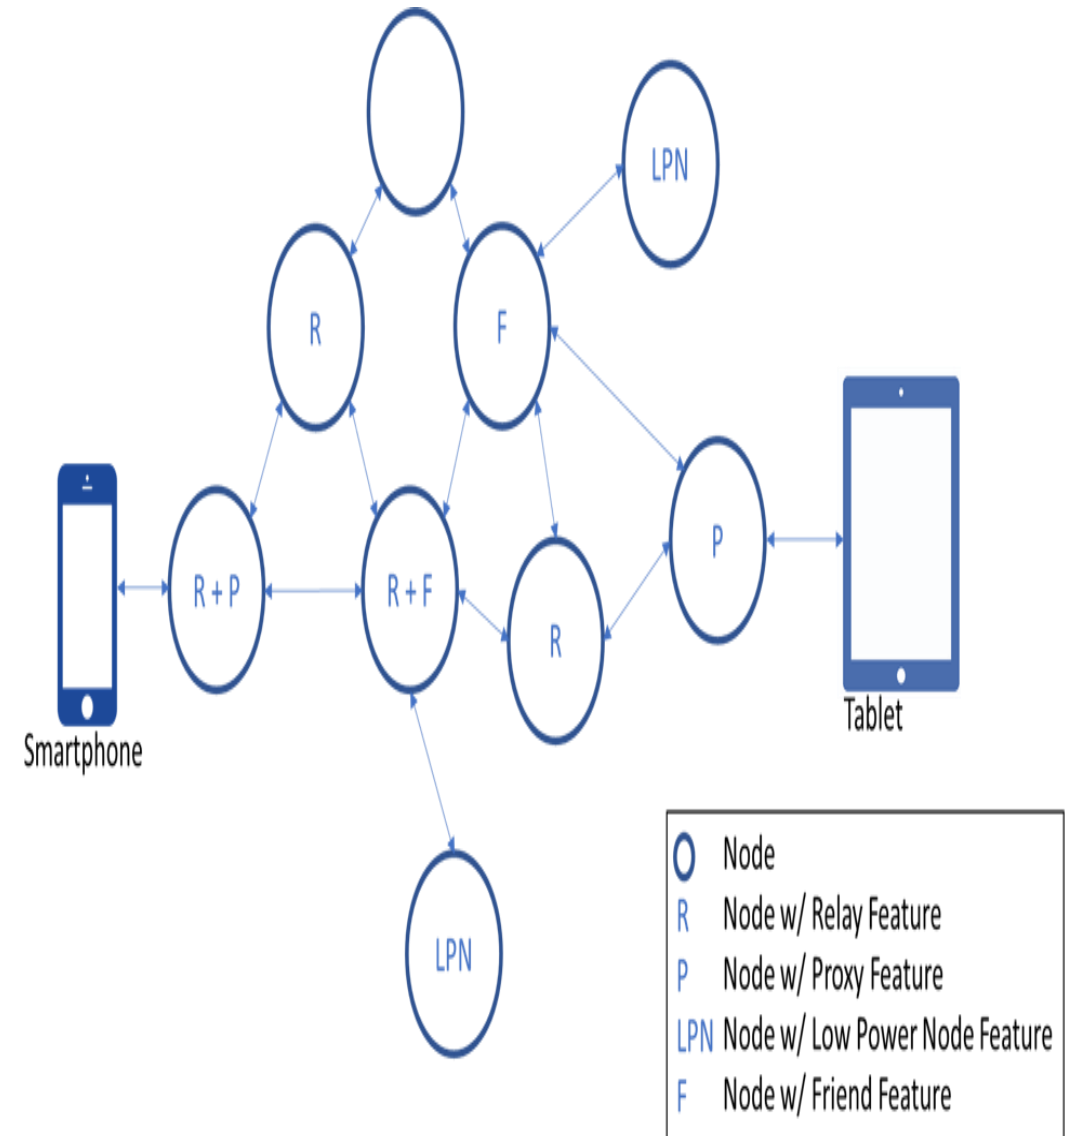 LPN
R
F
P
R + P
R + F
R
Tablet
Smartphone
LPN
Node
R Node w/ Relay Feature
P Node w/ Proxy Feature
LPN Node w/ Low Power Node Feature
F Node w/ Friend Feature